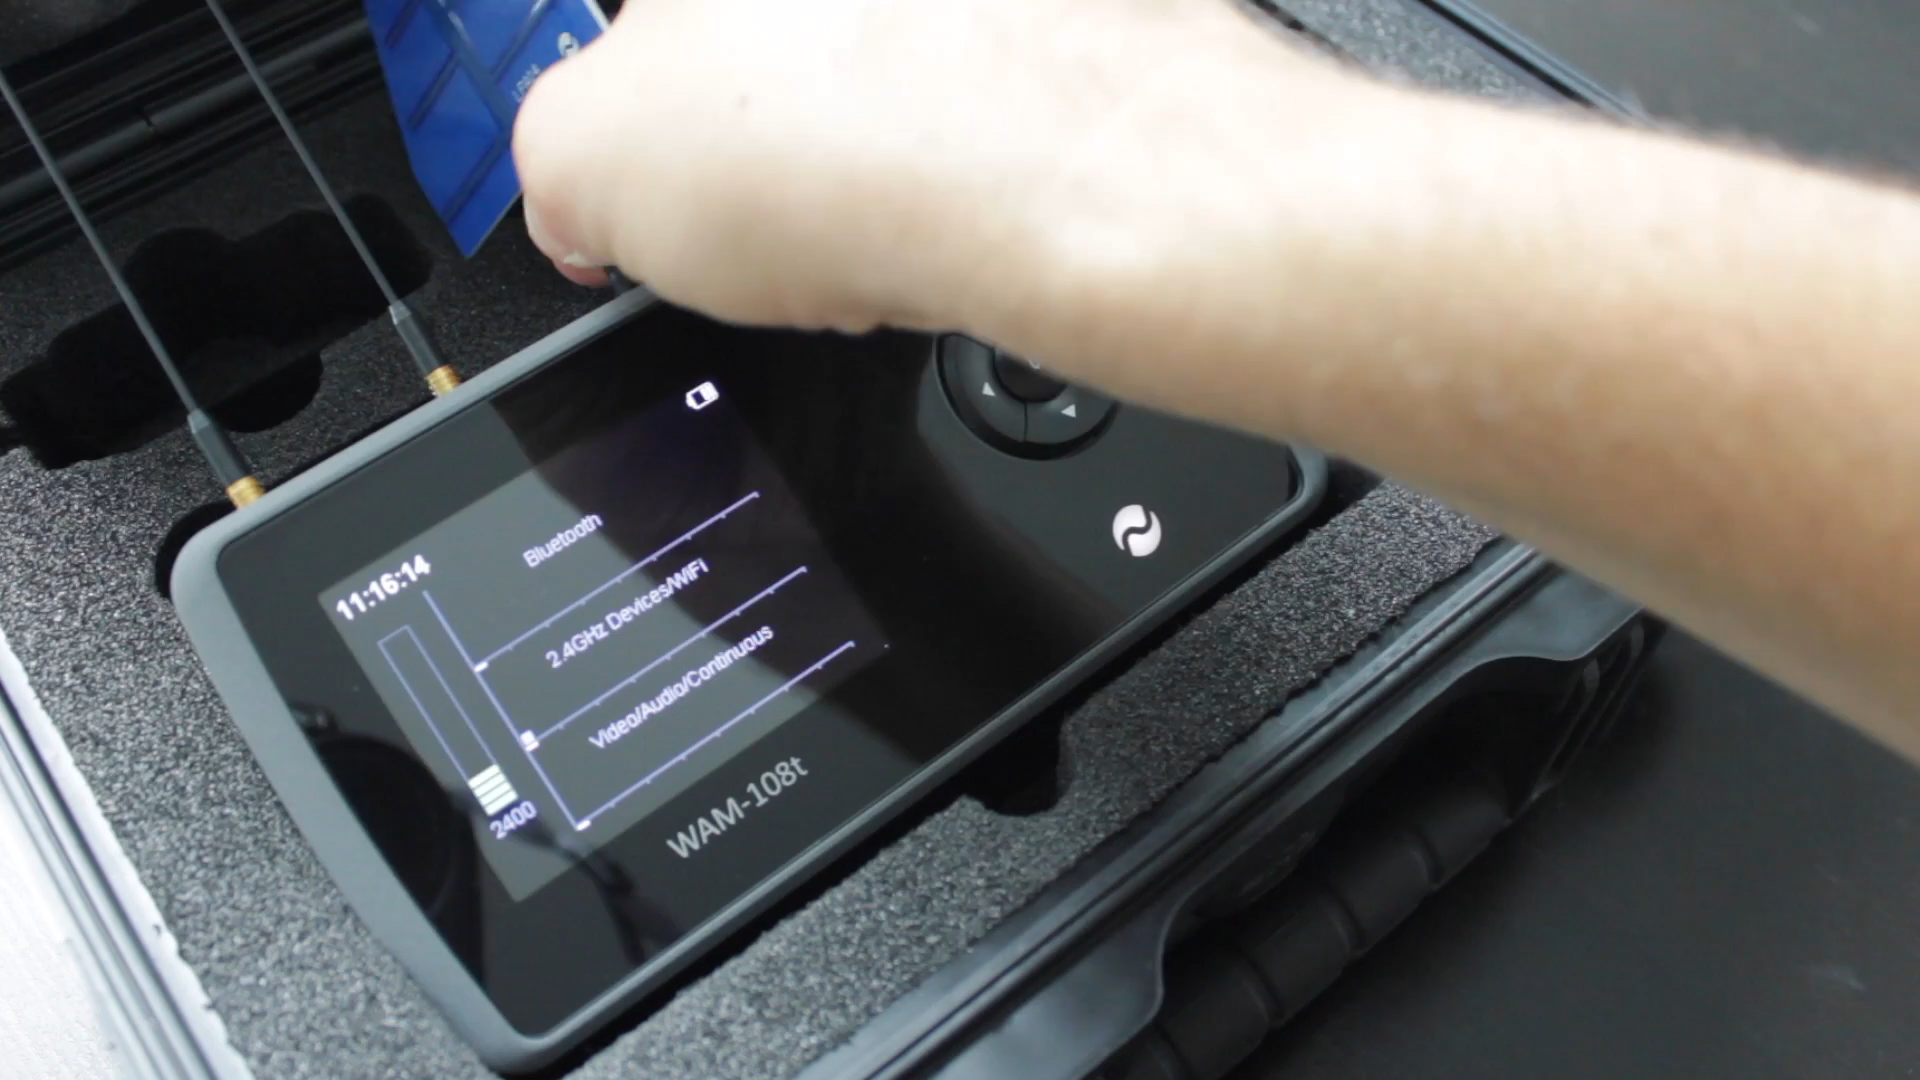 11:16:14
Bluetooth
2.4GHz Devices/WiFi
Video/Audio/Continuous
2400
WAM-108t